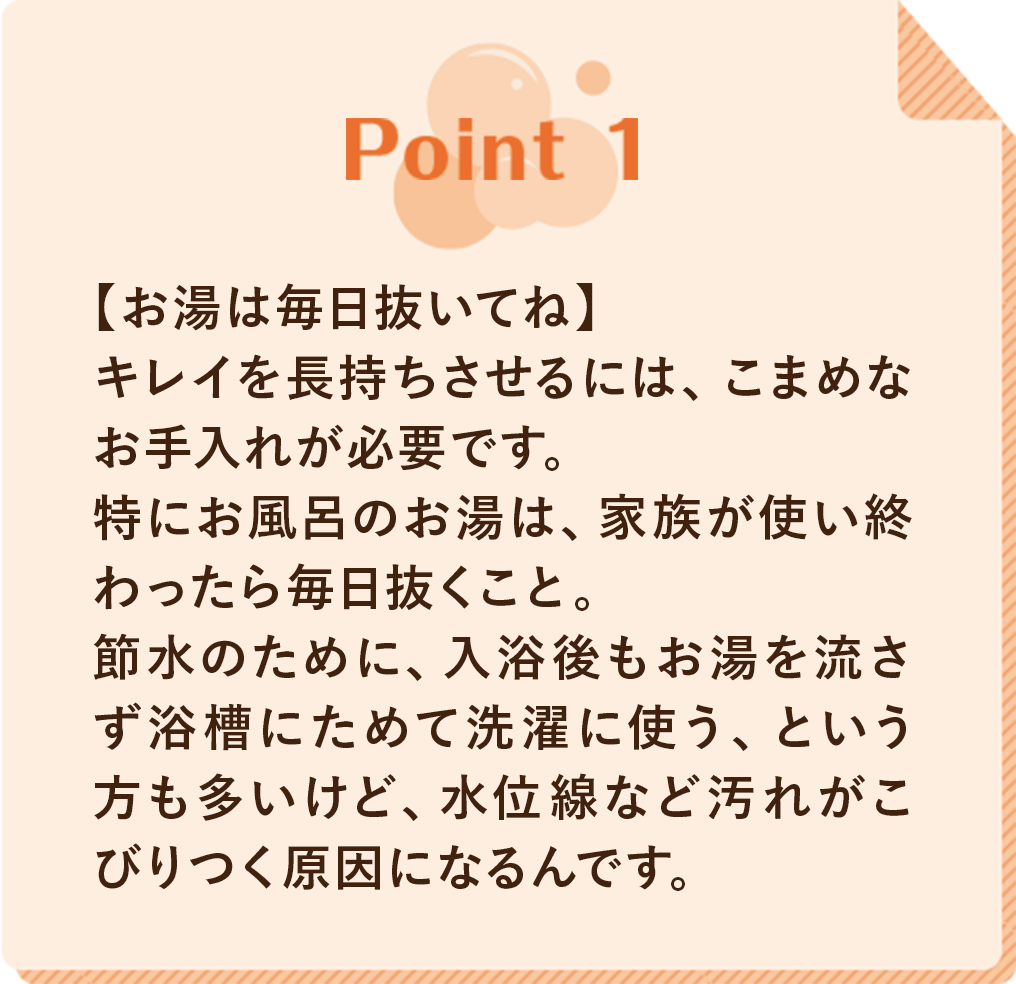 Point 1
【お湯は毎日抜いてね】
キレイを長持ちさせるには、こまめな
お手入れが必要です。
特にお風呂のお湯は、家族が使い終
わったら毎日抜くこと。
節水のために、入浴後もお湯を流さ
ず浴槽にためて洗濯に使う、という
方も多いけど、水位線など汚れがこ
びりつく原因になるんです。